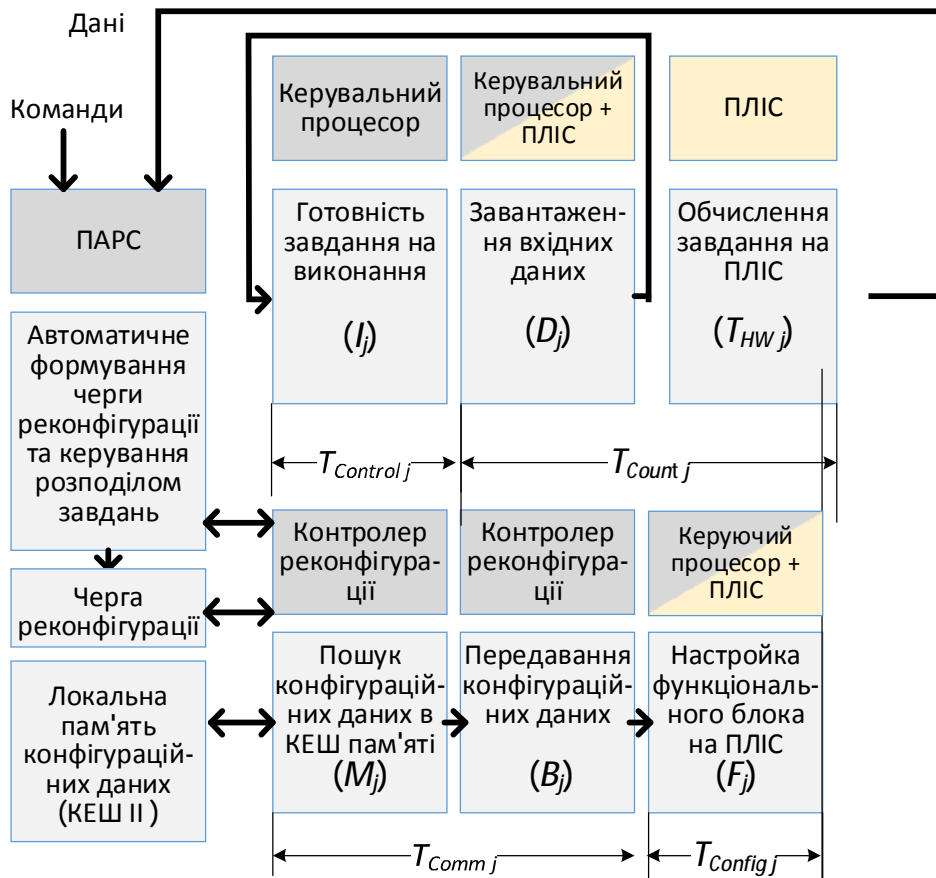 Дані
Команди
ПАРС
Автоматичне
формування
черги
реконфігурації
та керування
розподілом
завдань
Черга
реконфігурації
Локальна
пам'ять
конфігурацій-
них даних
(КЕШ II )
Керувальний
процесор
Керувальний
процесор +
ПЛІС
ПЛІС
Готовність
завдання на
виконання
(Ij)
Завантажен-
ня вхідних
даних
(Dj)
Обчислення
завдання на
ПЛІС
(THW j)
TControl j
TCount j
Контролер
реконфігура-
ції
Контролер
реконфігура-
ції
Керуючий
процесор +
ПЛІС
Пошук
конфігурацій-
них даних в
КЕШ пам'яті
(Mj)
Передавання
конфігурацій-
них даних
(Bj)
Настройка
функціональ-
ного блока
на ПЛІС
(Fj)
TComm j
TConfig j